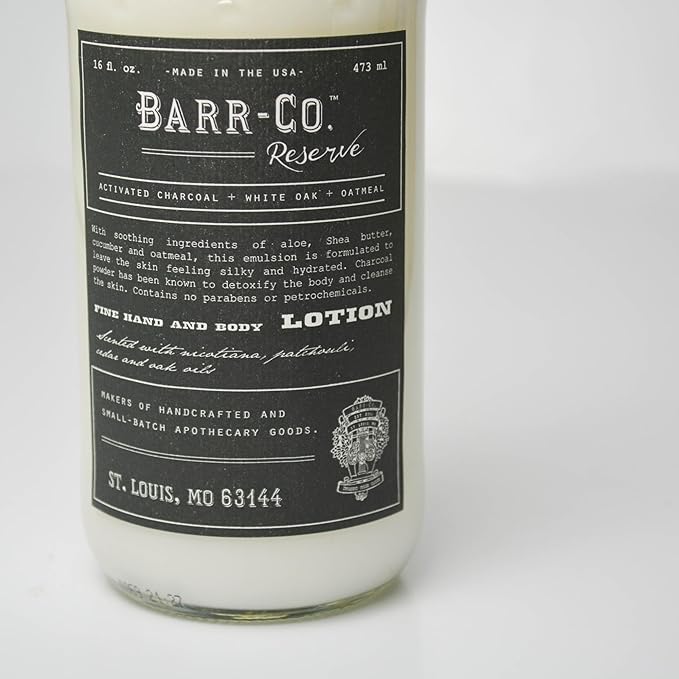 16 fl. oz. -MADE IN THE USA- 473 ml
BARR-CO.™
Reserve
ACTIVATED CHARCOAL + WHITE OAK + OATMEAL
With soothing ingredients of aloe, Shea butter,
cucumber and oatmeal, this emulsion is formulated to
leave the skin feeling silky and hydrated. Charcoal
powder has been known to detoxify the body and cleanse
the skin. Contains no parabens or petrochemicals.
FINE HAND AND BODY LOTION
Scented with nicotiana, patchouli,
cedar and oak oils
MAKERS OF HANDCRAFTED AND
SMALL-BATCH APOTHECARY GOODS.
BARR-CO.
ST. LOUIS, MO 63144